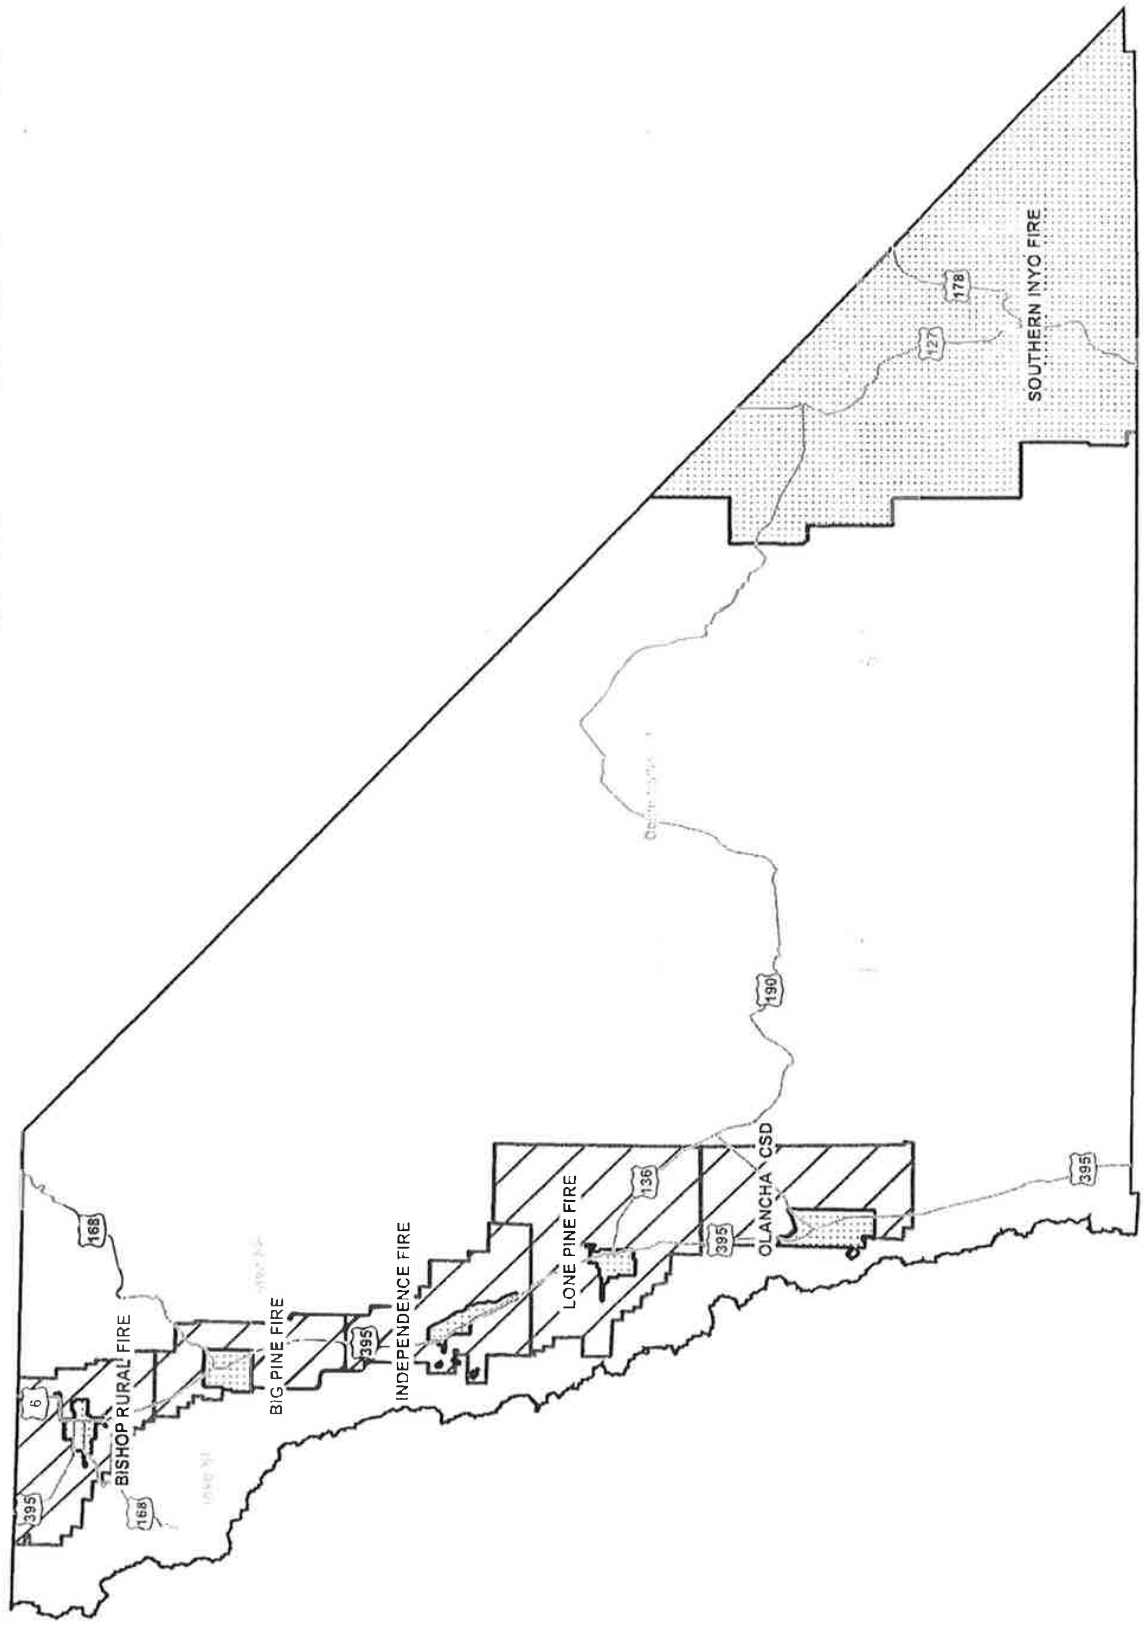 6
395
BISHOP RURAL FIRE
168
168
BIG PINE FIRE
395
INDEPENDENCE FIRE
LONE PINE FIRE
136
395
OLANCHA CSD
190
395
127
178
SOUTHERN INYO FIRE